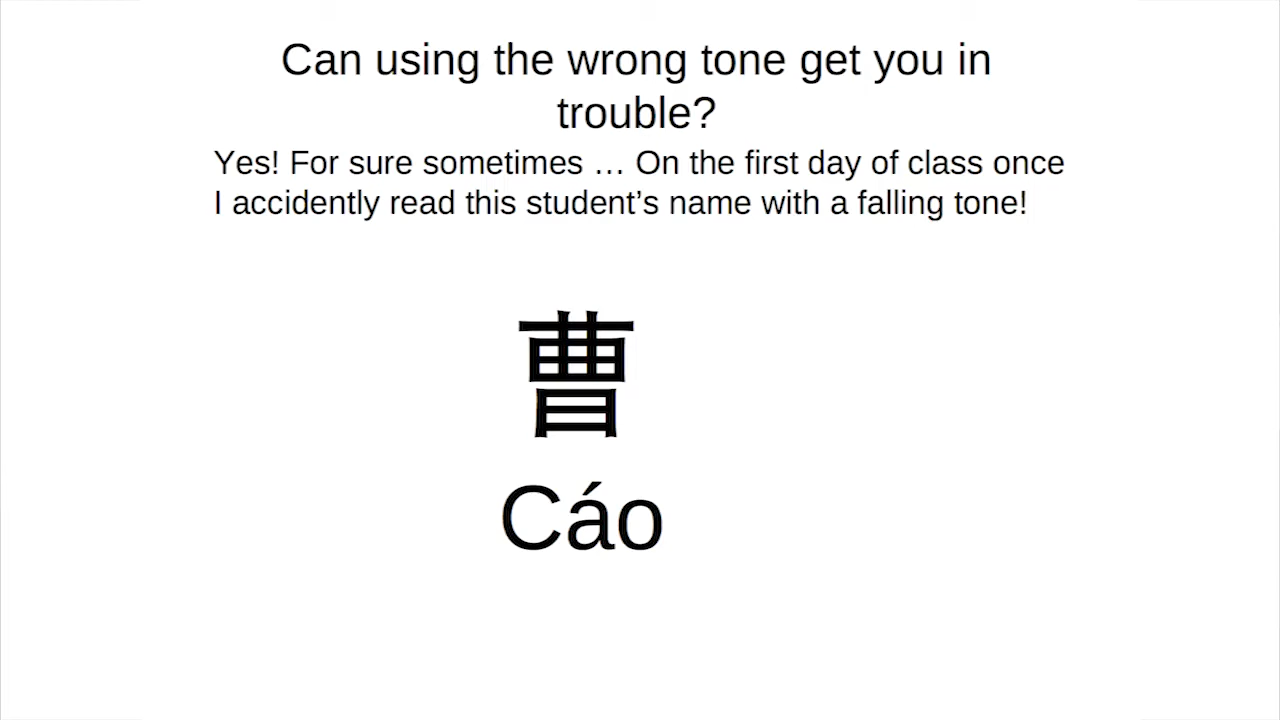 Can using the wrong tone get you in
trouble?
Yes! For sure sometimes … On the first day of class once
I accidently read this student’s name with a falling tone!
曹
Cáo